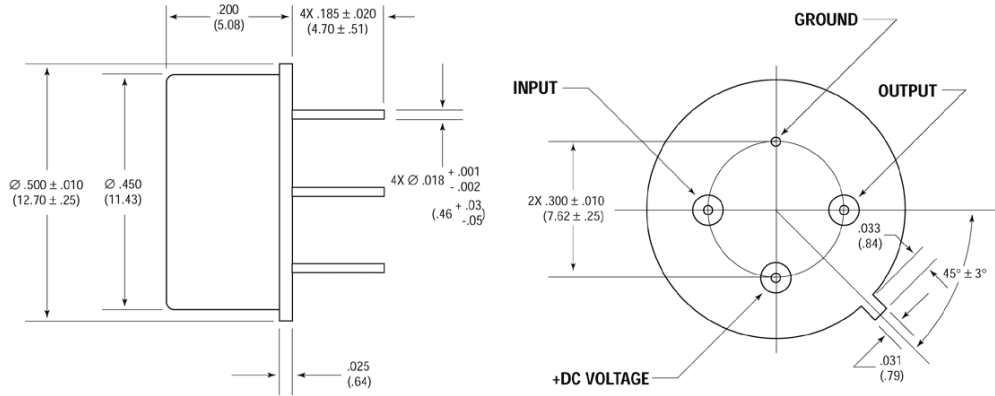 .200
(5.08)
4X .185 ± .020
(4.70 ± .51)
Ø .500 ± .010
(12.70 ± .25)
Ø .450
(11.43)
4X Ø .018 + .001
- .002
(.46 + .03
-.05)
.025
(.64)
GROUND
INPUT
OUTPUT
2X .300 ± .010
(7.62 ± .25)
.033
(.84)
45° ± 3°
.031
(.79)
+DC VOLTAGE